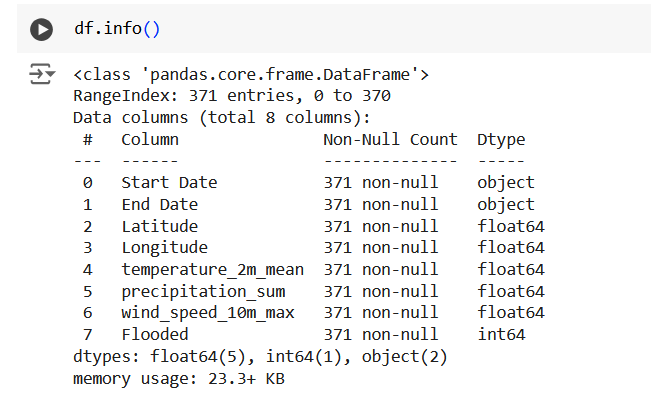 df.info()
<class 'pandas.core.frame.DataFrame'>
RangeIndex: 371 entries, 0 to 370
Data columns (total 8 columns):
 #   Column               Non-Null Count  Dtype
---  ------               --------------  -----
 0   Start Date           371 non-null    object
 1   End Date             371 non-null    object
 2   Latitude             371 non-null    float64
 3   Longitude            371 non-null    float64
 4   temperature_2m_mean  371 non-null    float64
 5   precipitation_sum    371 non-null    float64
 6   wind_speed_10m_max   371 non-null    float64
 7   Flooded              371 non-null    int64
dtypes: float64(5), int64(1), object(2)
memory usage: 23.3+ KB